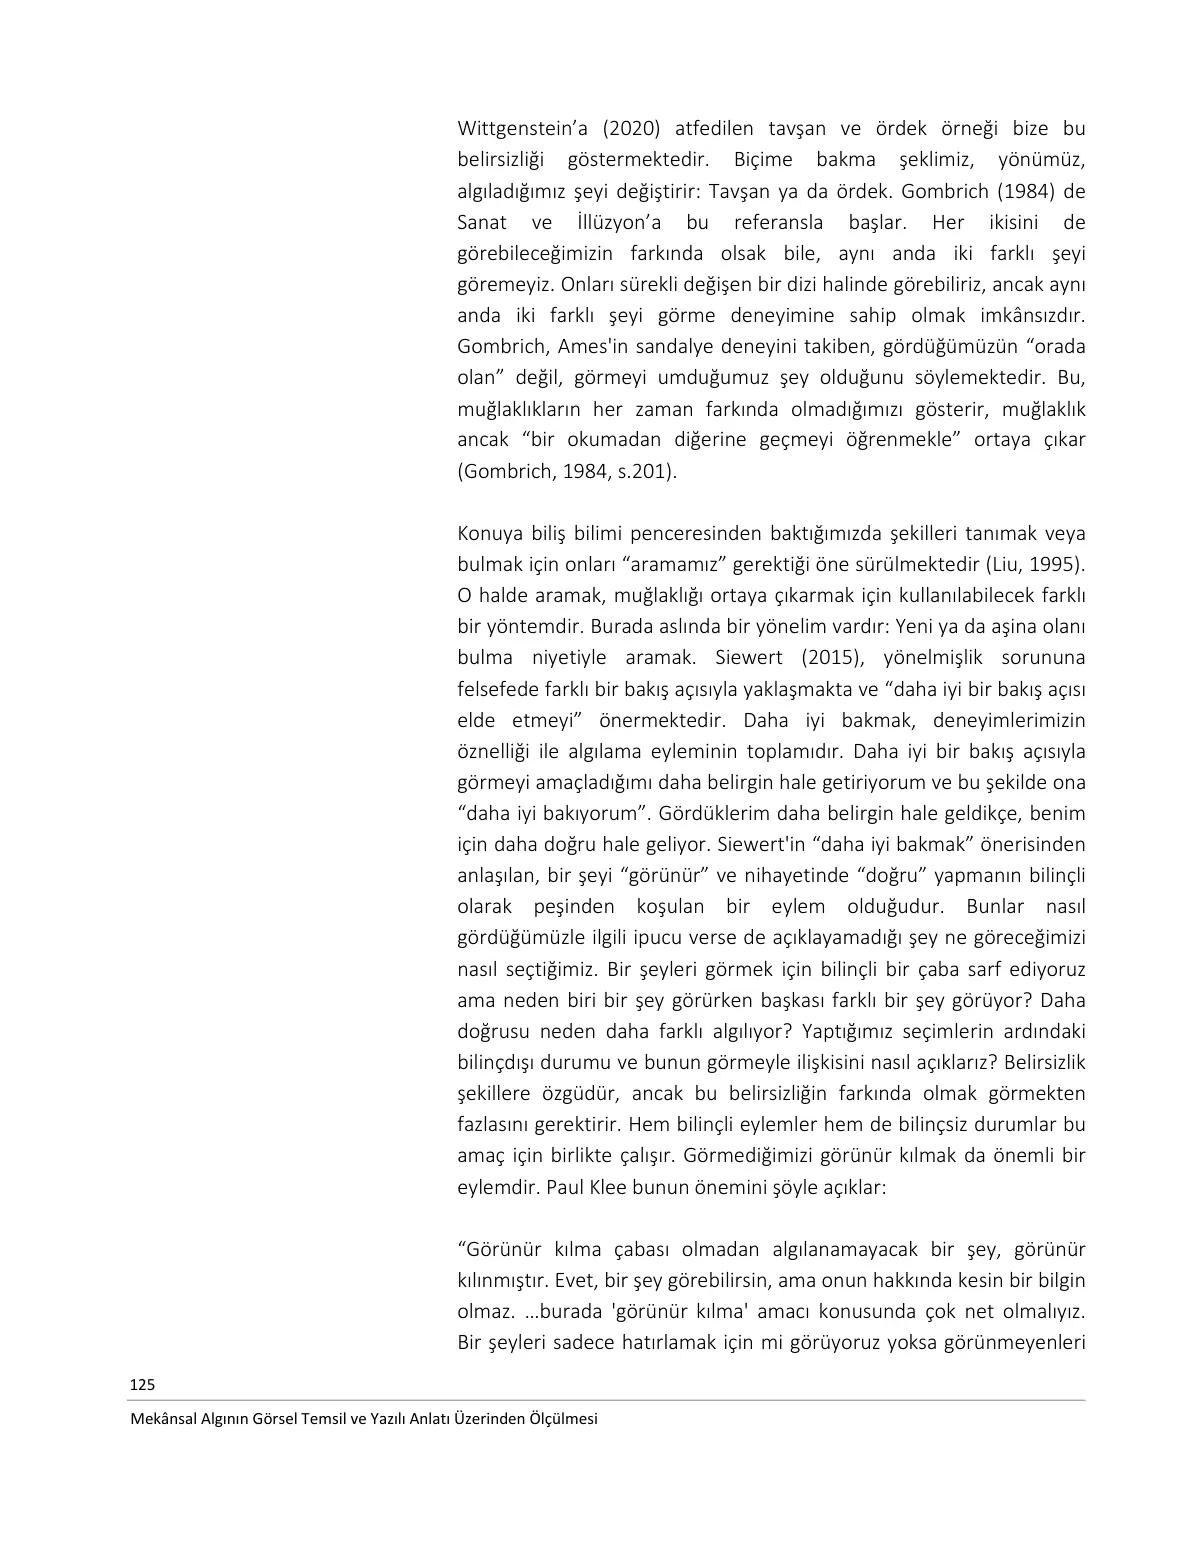 Wittgenstein’a (2020) atfedilen tavşan ve ördek örneği bize bu
belirsizliği göstermektedir. Biçime bakma şeklimiz, yönümüz,
algıladığımız şeyi değiştirir: Tavşan ya da ördek. Gombrich (1984) de
Sanat ve İllüzyon’a bu referansla başlar. Her ikisini de
görebileceğimizin farkında olsak bile, aynı anda iki farklı şeyi
göremeyiz. Onları sürekli değişen bir dizi halinde görebiliriz, ancak aynı
anda iki farklı şeyi görme deneyimine sahip olmak imkânsızdır.
Gombrich, Ames'in sandalye deneyini takiben, gördüğümüzün “orada
olan” değil, görmeyi umduğumuz şey olduğunu söylemektedir. Bu,
muğlaklıkların her zaman farkında olmadığımızı gösterir, muğlaklık
ancak “bir okumadan diğerine geçmeyi öğrenmekle” ortaya çıkar
(Gombrich, 1984, s.201).
Konuya biliş bilimi penceresinden baktığımızda şekilleri tanımak veya
bulmak için onları “aramamız” gerektiği öne sürülmektedir (Liu, 1995).
O halde aramak, muğlaklığı ortaya çıkarmak için kullanılabilecek farklı
bir yöntemdir. Burada aslında bir yönelim vardır: Yeni ya da aşina olanı
bulma niyetiyle aramak. Siewert (2015), yönelmişlik sorununa
felsefede farklı bir bakış açısıyla yaklaşmakta ve “daha iyi bir bakış açısı
elde etmeyi” önermektedir. Daha iyi bakmak, deneyimlerimizin
öznelliği ile algılama eyleminin toplamıdır. Daha iyi bir bakış açısıyla
görmeyi amaçladığımı daha belirgin hale getiriyorum ve bu şekilde ona
“daha iyi bakıyorum”. Gördüklerim daha belirgin hale geldikçe, benim
için daha doğru hale geliyor. Siewert'in “daha iyi bakmak” önerisinden
anlaşılan, bir şeyi “görünür” ve nihayetinde “doğru” yapmanın bilinçli
olarak peşinden koşulan bir eylem olduğudur. Bunlar nasıl
gördüğümüzle ilgili ipucu verse de açıklayamadığı şey ne göreceğimizi
nasıl seçtiğimiz. Bir şeyleri görmek için bilinçli bir çaba sarf ediyoruz
ama neden biri bir şey görürken başkası farklı bir şey görüyor? Daha
doğrusu neden daha farklı algılıyor? Yaptığımız seçimlerin ardındaki
bilinçdışı durumu ve bunun görmeyle ilişkisini nasıl açıklarız? Belirsizlik
şekillere özgüdür, ancak bu belirsizliğin farkında olmak görmekten
fazlasını gerektirir. Hem bilinçli eylemler hem de bilinçsiz durumlar bu
amaç için birlikte çalışır. Görmediğimizi görünür kılmak da önemli bir
eylemdir. Paul Klee bunun önemini şöyle açıklar:
“Görünür kılma çabası olmadan algılanamayacak bir şey, görünür
kılınmıştır. Evet, bir şey görebilirsin, ama onun hakkında kesin bir bilgin
olmaz. …burada 'görünür kılma' amacı konusunda çok net olmalıyız.
Bir şeyleri sadece hatırlamak için mi görüyoruz yoksa görünmeyenleri
125
Mekânsal Algının Görsel Temsil ve Yazılı Anlatı Üzerinden Ölçülmesi